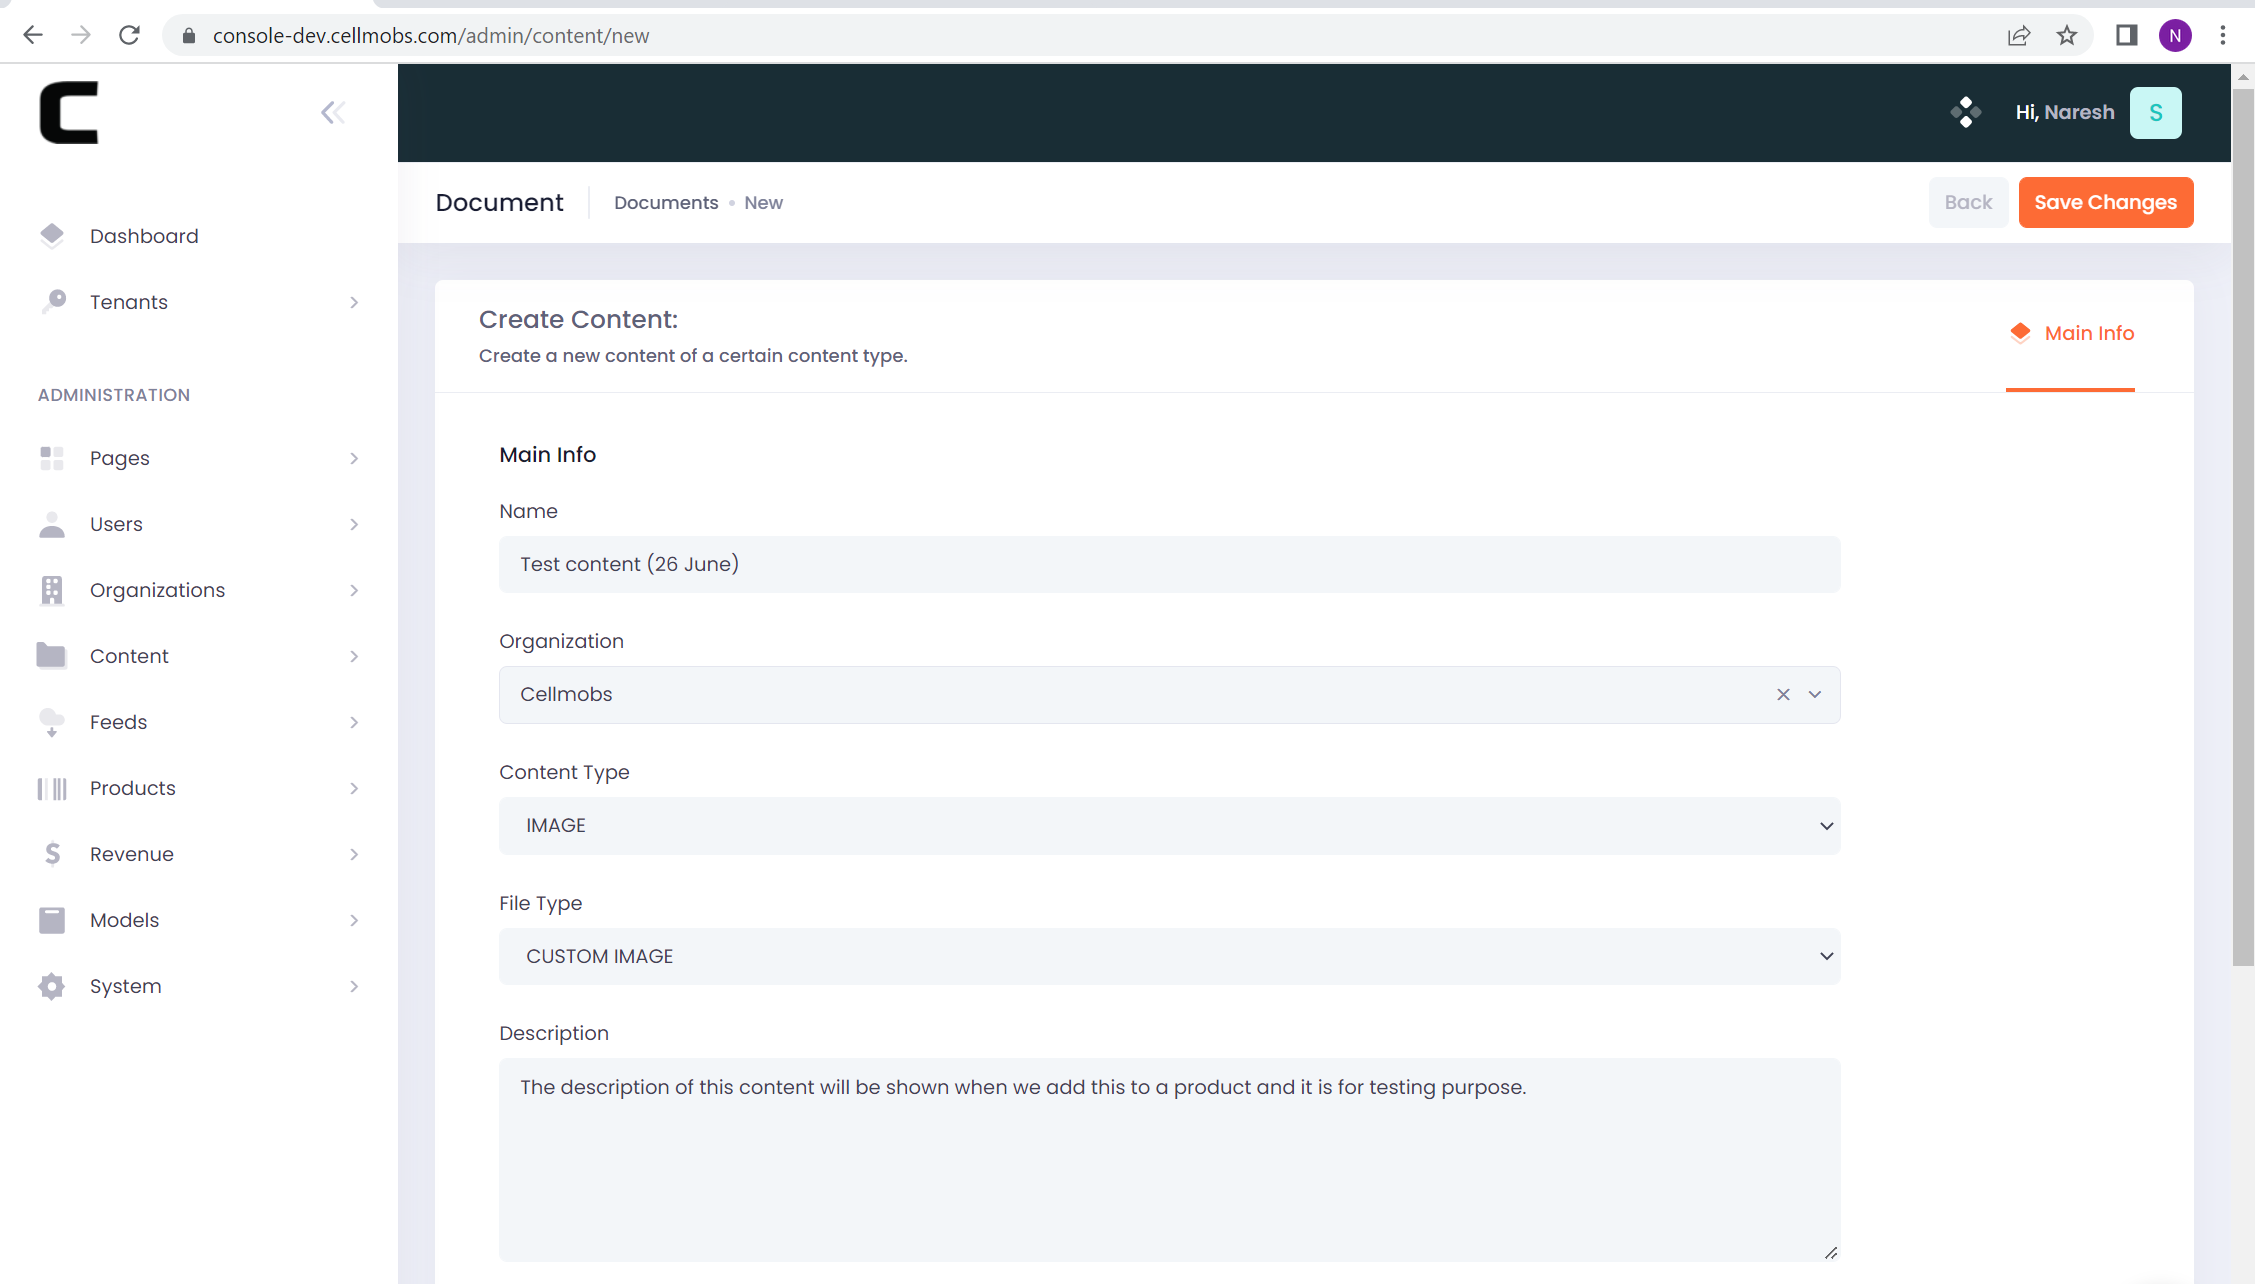 console-dev.cellmobs.com/admin/content/new
N
C
Hi, Naresh
S
Dashboard
Tenants
ADMINISTRATION
Pages
Users
Organizations
Content
Feeds
Products
Revenue
Models
System
Document
Documents • New
Back
Save Changes
Create Content:
Create a new content of a certain content type.
Main Info
Main Info
Name
Test content (26 June)
Organization
Cellmobs
Content Type
IMAGE
File Type
CUSTOM IMAGE
Description
The description of this content will be shown when we add this to a product and it is for testing purpose.